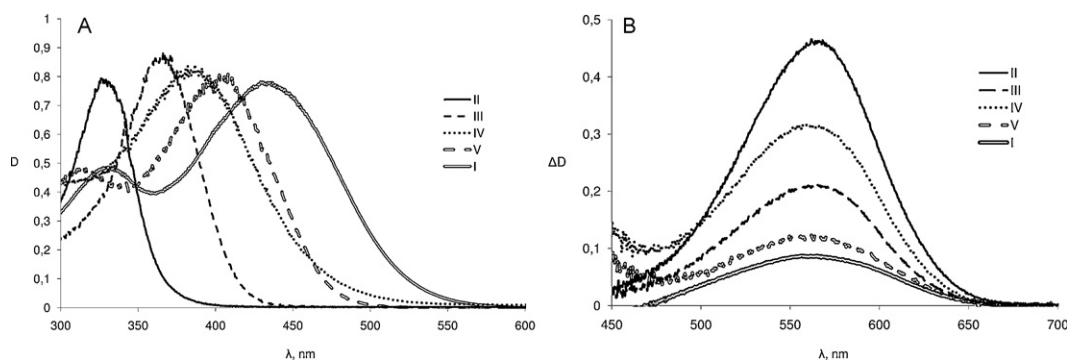 A
1
0,9
0,8
0,7
0,6
0,5
0,4
0,3
0,2
0,1
0
D
300 350 400 450 500 550 600
λ, nm
II
III
IV
V
I
B
0,5
0,4
0,3
0,2
0,1
0
ΔD
450 500 550 600 650 700
λ, nm
II
III
IV
V
I